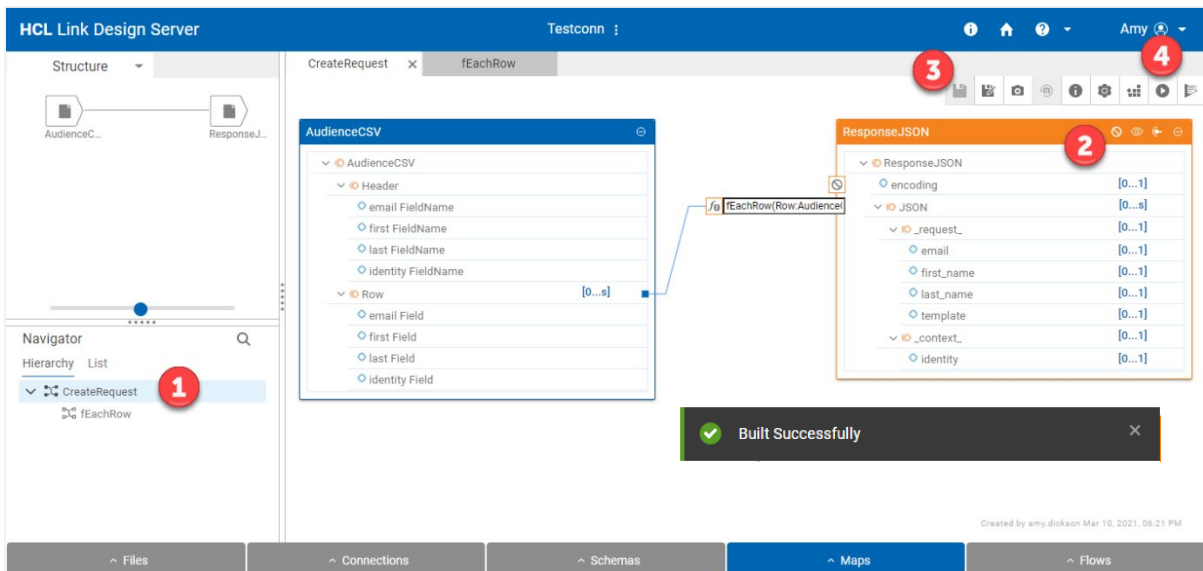 HCL Link Design Server
Testconn
Amy
Structure
AudienceC...
ResponseJ...
CreateRequest
fEachRow
3
4
AudienceCSV
AudienceCSV
Header
email FieldName
first FieldName
last FieldName
identity FieldName
Row [0...s]
email Field
first Field
last Field
identity Field
fx fEachRow(Row:Audience
ResponseJSON
2
ResponseJSON
encoding [0...1]
JSON [0...s]
_request_ [0...1]
email [0...1]
first_name [0...1]
last_name [0...1]
template [0...1]
_context_ [0...1]
identity [0...1]
Navigator
Hierarchy List
CreateRequest
1
fEachRow
Built Successfully
Created by amy.dickson Mar 10, 2021, 06:21 PM
Files
Connections
Schemas
Maps
Flows